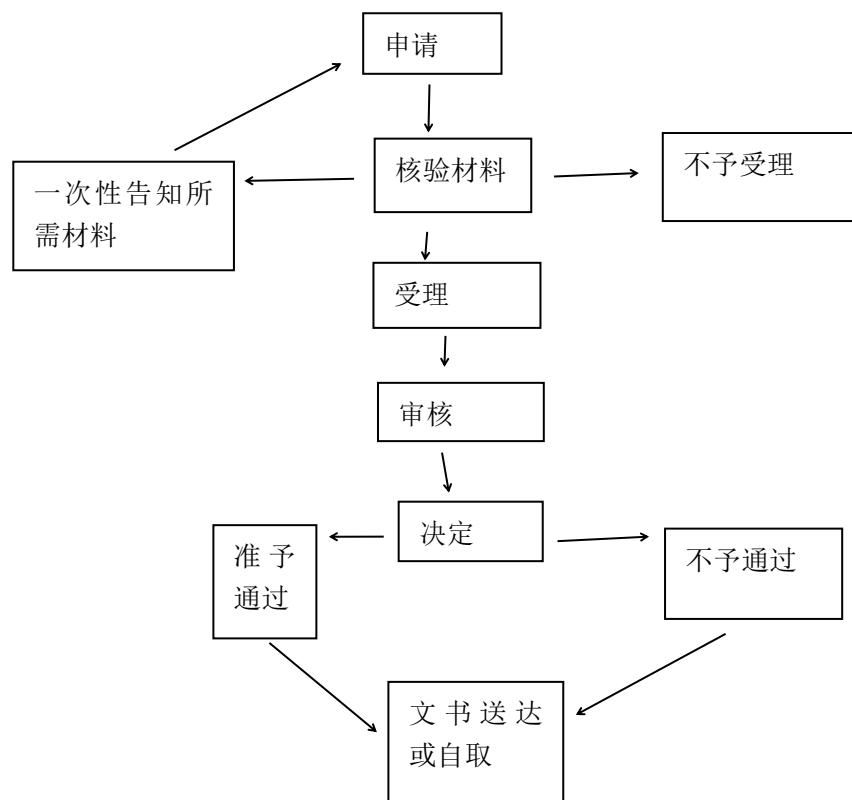 申请
核验材料
不予受理
一次性告知所
需材料
受理
审核
决定
准予
通过
不予通过
文书送达
或自取